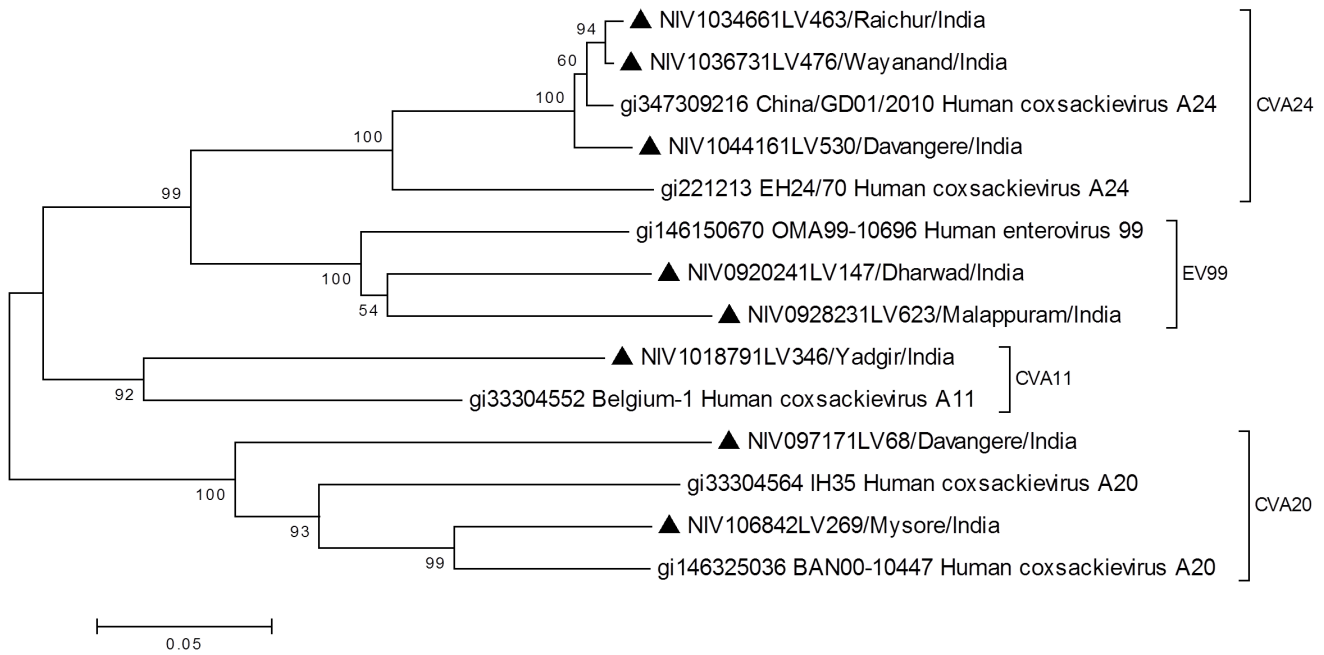 94
NIV1034661LV463/Raichur/India
60
NIV1036731LV476/Wayanand/India
100
gi347309216 China/GD01/2010 Human coxsackievirus A24
CVA24
100
NIV1044161LV530/Davangere/India
99
gi221213 EH24/70 Human coxsackievirus A24
gi146150670 OMA99-10696 Human enterovirus 99
100
NIV0920241LV147/Dharwad/India
EV99
54
NIV0928231LV623/Malappuram/India
NIV1018791LV346/Yadgir/India
CVA11
92
gi33304552 Belgium-1 Human coxsackievirus A11
NIV097171LV68/Davangere/India
100
gi33304564 IH35 Human coxsackievirus A20
CVA20
93
NIV106842LV269/Mysore/India
99
gi146325036 BAN00-10447 Human coxsackievirus A20
0.05